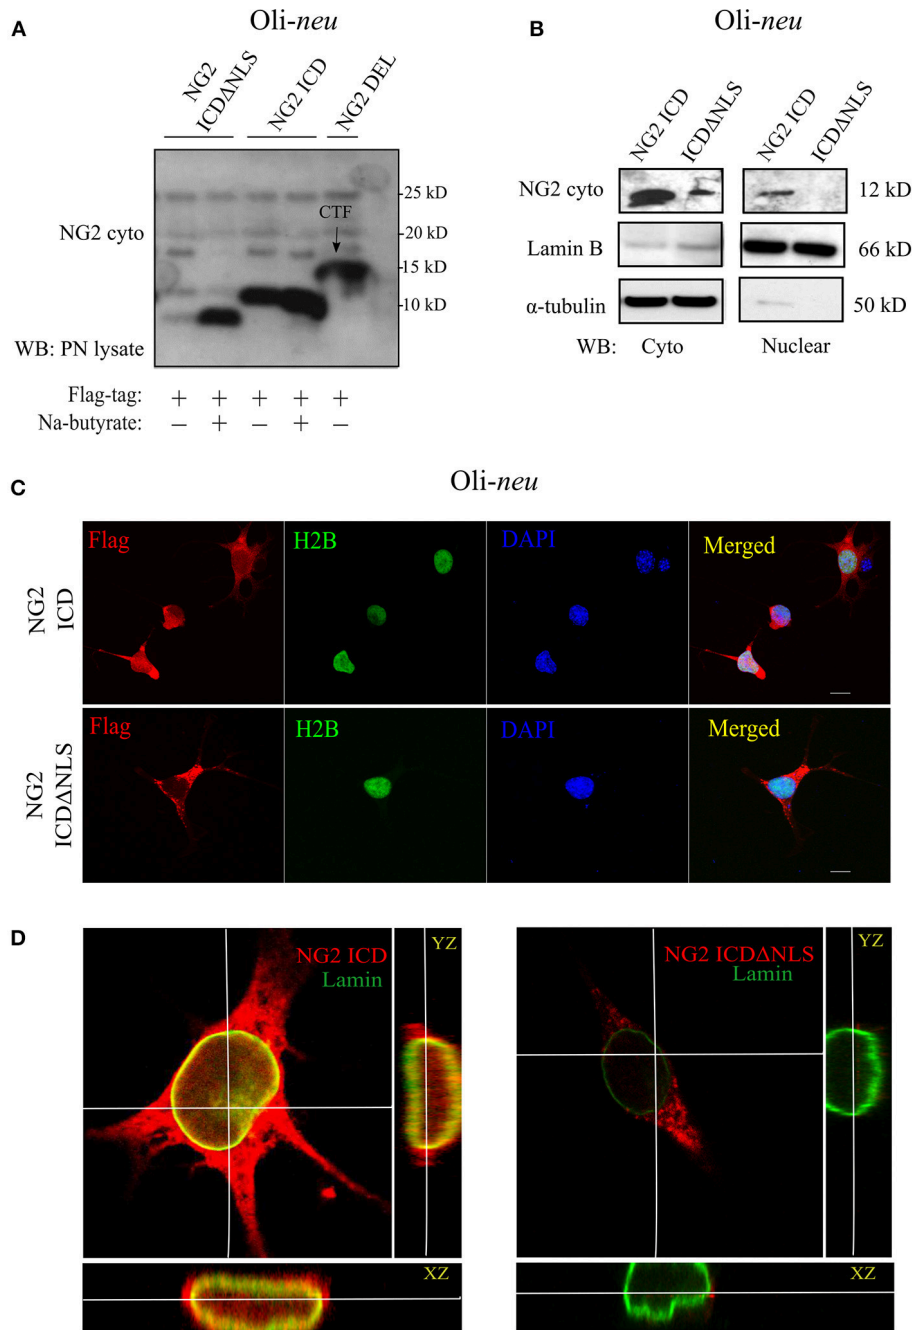 A
Oli-neu
NG2
ICDΔNLS
NG2 ICD
NG2 DEL
NG2 cyto
CTF
25 kD
20 kD
15 kD
10 kD
WB: PN lysate
Flag-tag: + + + + +
Na-butyrate: – + – + –
B
Oli-neu
NG2 ICD
ICDΔNLS
NG2 ICD
ICDΔNLS
NG2 cyto
12 kD
Lamin B
66 kD
α-tubulin
50 kD
WB: Cyto Nuclear
C
Oli-neu
NG2
ICD
Flag
H2B
DAPI
Merged
NG2
ICDΔNLS
Flag
H2B
DAPI
Merged
D
NG2 ICD
Lamin
YZ
XZ
NG2 ICDΔNLS
Lamin
YZ
XZ